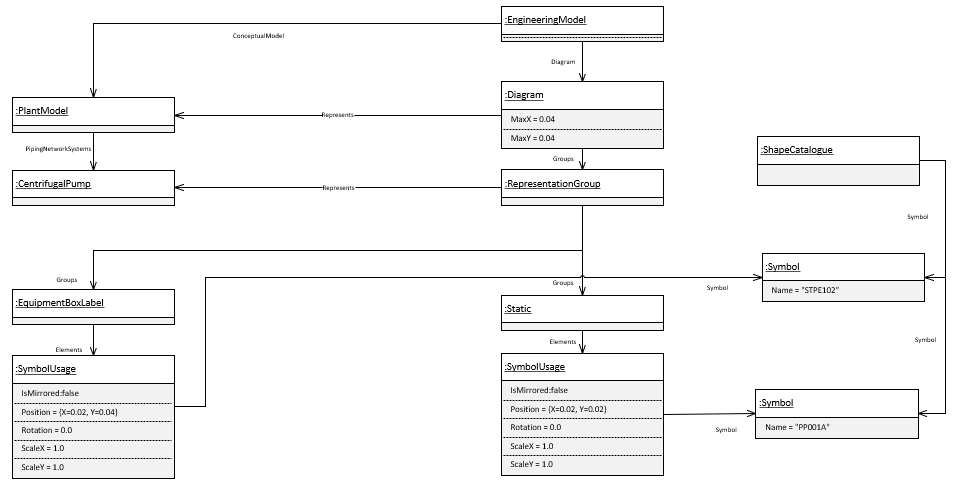 :EngineeringModel
ConceptualModel
Diagram
:PlantModel
:Diagram
MaxX = 0.04
MaxY = 0.04
Represents
PipingNetworkSystems
Groups
:ShapeCatalogue
:CentrifugalPump
Represents
:RepresentationGroup
Symbol
:Symbol
Name = "STPE102"
Groups
Groups
Symbol
:EquipmentBoxLabel
:Static
Elements
Elements
Symbol
:SymbolUsage
IsMirrored:false
Position = {X=0.02, Y=0.04}
Rotation = 0.0
ScaleX = 1.0
ScaleY = 1.0
:SymbolUsage
IsMirrored:false
Position = {X=0.02, Y=0.02}
Rotation = 0.0
ScaleX = 1.0
ScaleY = 1.0
Symbol
:Symbol
Name = "PP001A"